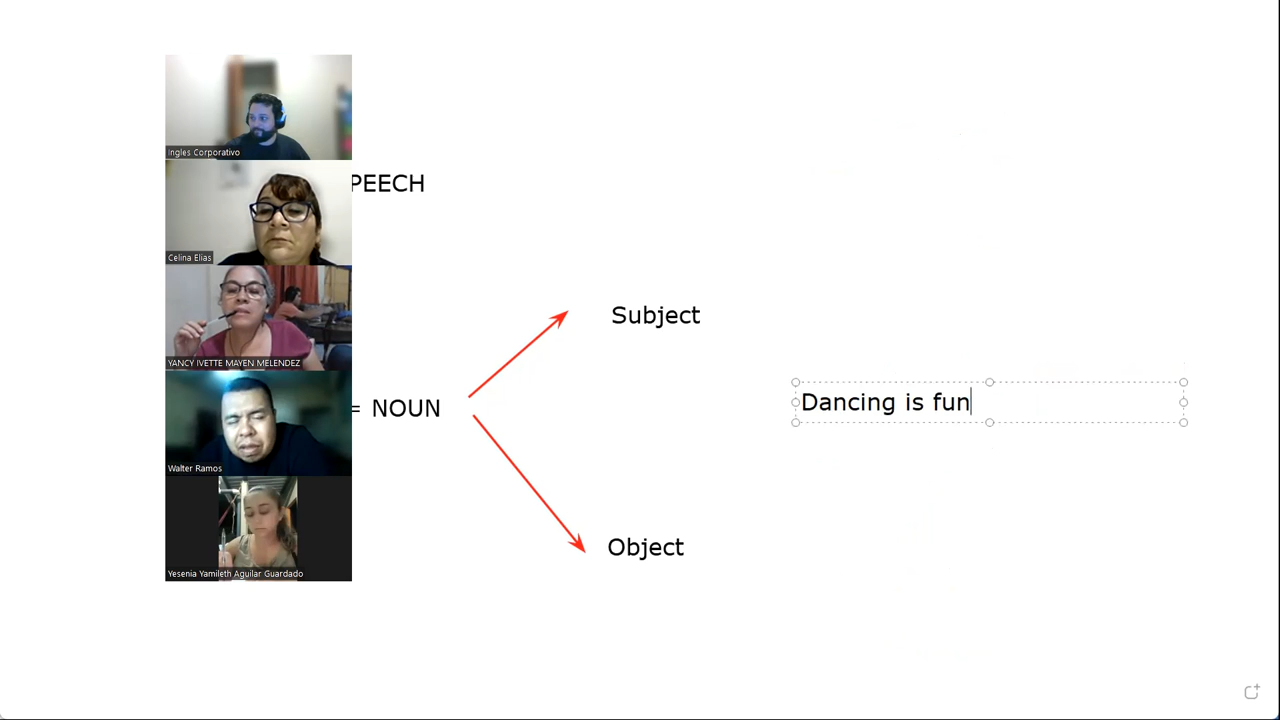 Ingles Corporativo
PEECH
Celina Elias
Subject
YANCY IVETTE MAYEN MELENDEZ
Dancing is fun
= NOUN
Walter Ramos
Object
Yesenia Yamileth Aguilar Guardado